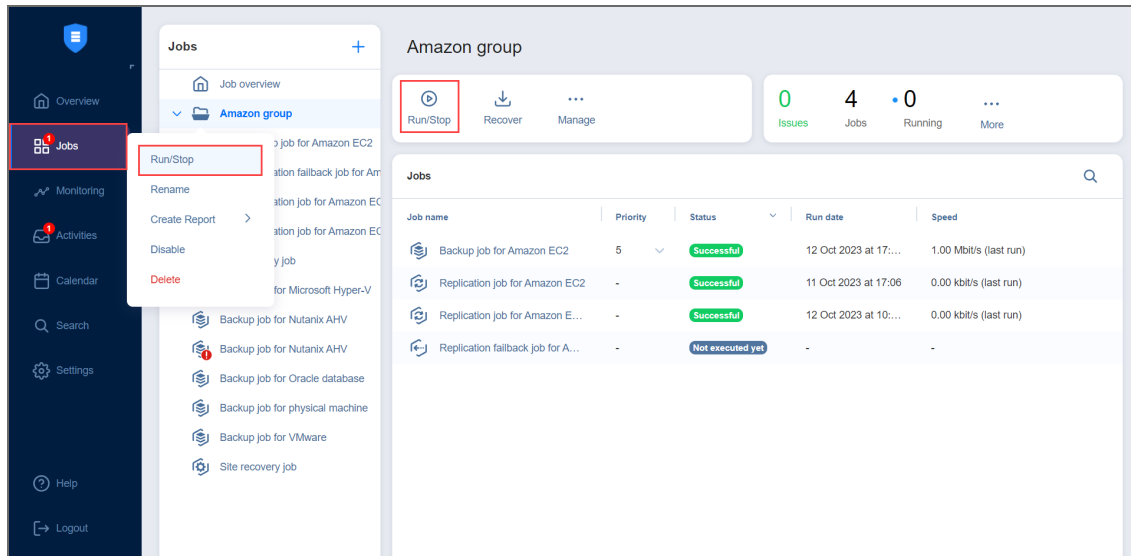 Overview
1
Jobs
Monitoring
1
Activities
Calendar
Search
Settings
Help
Logout
Jobs
+
Job overview
Amazon group
job for Amazon EC2
ation failback job for Am
ation job for Amazon EC
ation job for Amazon EC
y job
for Microsoft Hyper-V
Backup job for Nutanix AHV
Backup job for Nutanix AHV
Backup job for Oracle database
Backup job for physical machine
Backup job for VMware
Site recovery job
Run/Stop
Rename
Create Report
Disable
Delete
Amazon group
Run/Stop Recover Manage
0 4 0
Issues Jobs Running More
Jobs
Job name Priority Status Run date Speed
Backup job for Amazon EC2 5 Successful 12 Oct 2023 at 17:... 1.00 Mbit/s (last run)
Replication job for Amazon EC2 - Successful 11 Oct 2023 at 17:06 0.00 kbit/s (last run)
Replication job for Amazon E... - Successful 12 Oct 2023 at 10:... 0.00 kbit/s (last run)
Replication failback job for A... - Not executed yet - -